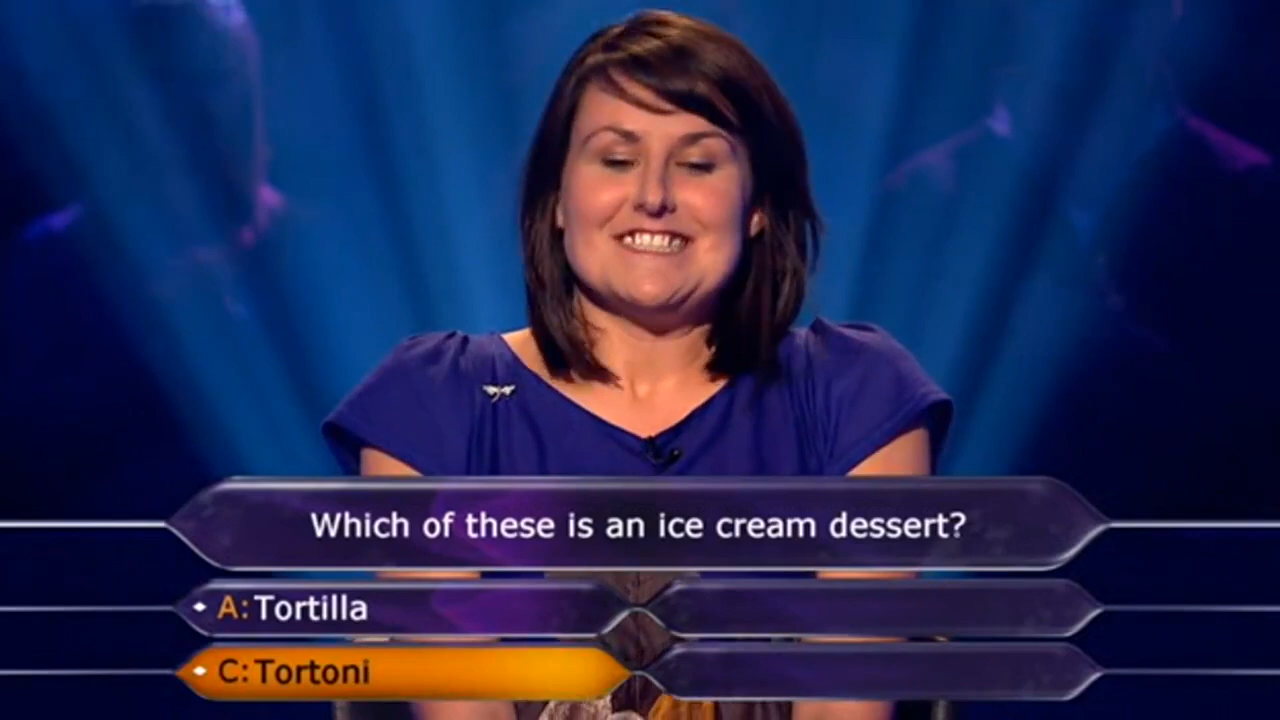 Which of these is an ice cream dessert?
A: Tortilla
C: Tortoni